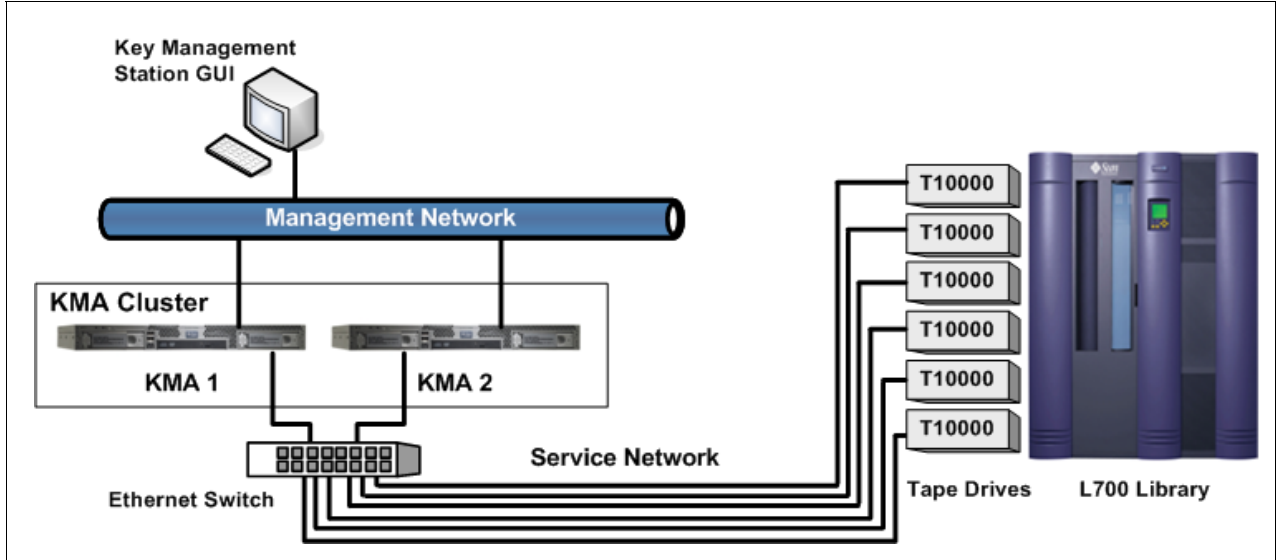 Key Management
Station GUI
Management Network
KMA Cluster
KMA 1
KMA 2
Ethernet Switch
Service Network
T10000
T10000
T10000
T10000
T10000
T10000
Tape Drives
Sun
L700 Library